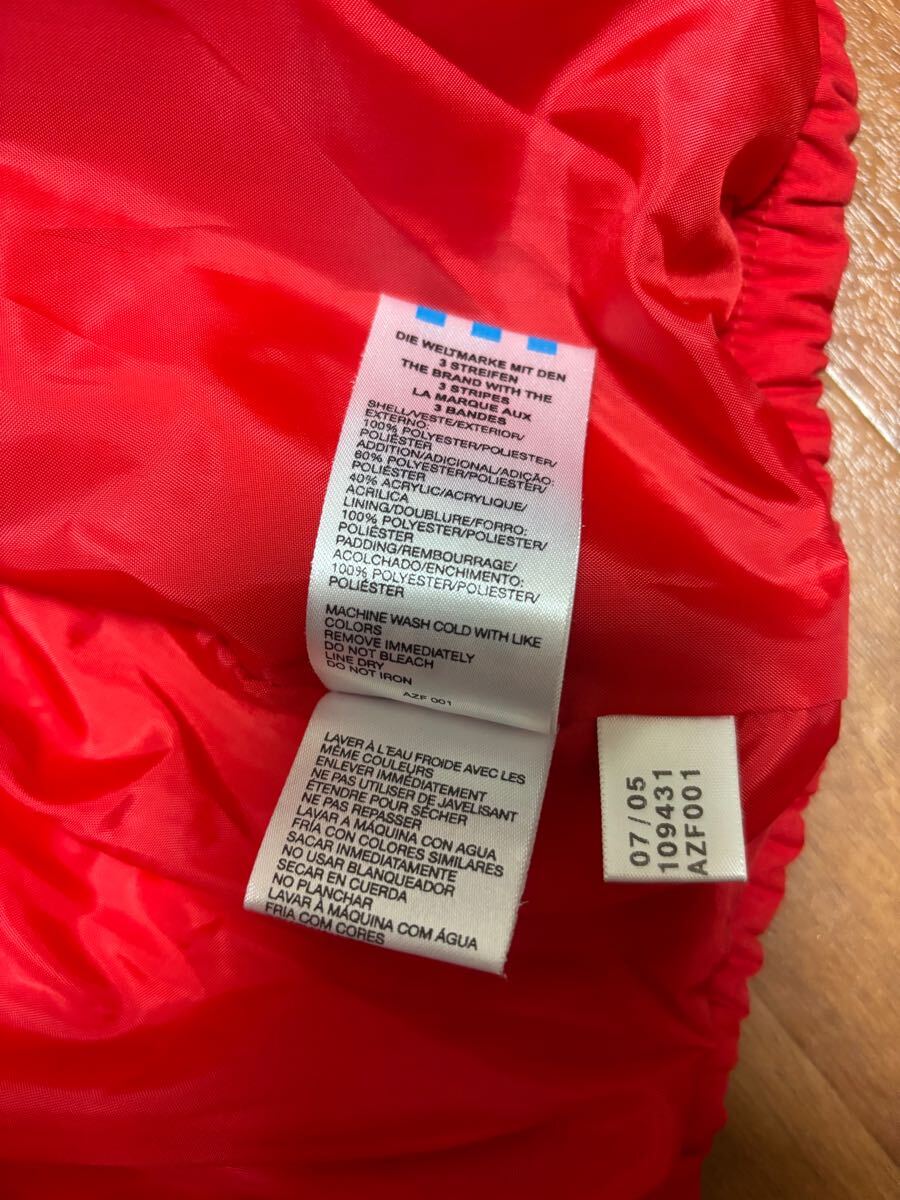 DIE WELTMARKE MIT DEN
3 STREIFEN
THE BRAND WITH THE
3 STRIPES
LA MARQUE AUX
3 BANDES
SHELL/VESTE/EXTERIOR/
EXTERNO:
100% POLYESTER/POLIESTER/
POLIÉSTER
ADDITION/ADICIONAL/ADIÇÃO:
60% POLYESTER/POLIESTER/
POLIÉSTER
40% ACRYLIC/ACRYLIQUE/
ACRILICA
LINING/DOUBLURE/FORRO:
100% POLYESTER/POLIESTER/
POLIÉSTER
PADDING/REMBOURRAGE/
ACOLCHADO/ENCHIMENTO:
100% POLYESTER/POLIESTER/
POLIÉSTER
MACHINE WASH COLD WITH LIKE
COLORS
REMOVE IMMEDIATELY
DO NOT BLEACH
LINE DRY
DO NOT IRON
AZF 001
LAVER À L'EAU FROIDE AVEC LES
MÊME COULEURS
ENLEVER IMMÉDIATEMENT
NE PAS UTILISER DE JAVELISANT
ÉTENDRE POUR SÉCHER
NE PAS REPASSER
LAVAR A MÁQUINA CON AGUA
FRÍA CON COLORES SIMILARES
SACAR IMMEDIATAMENTE
NO USAR BLANQUEADOR
SECAR EN CUERDA
NO PLANCHAR
LAVAR À MÁQUINA COM ÁGUA
FRIA COM CORES
07/05
109431
AZF001